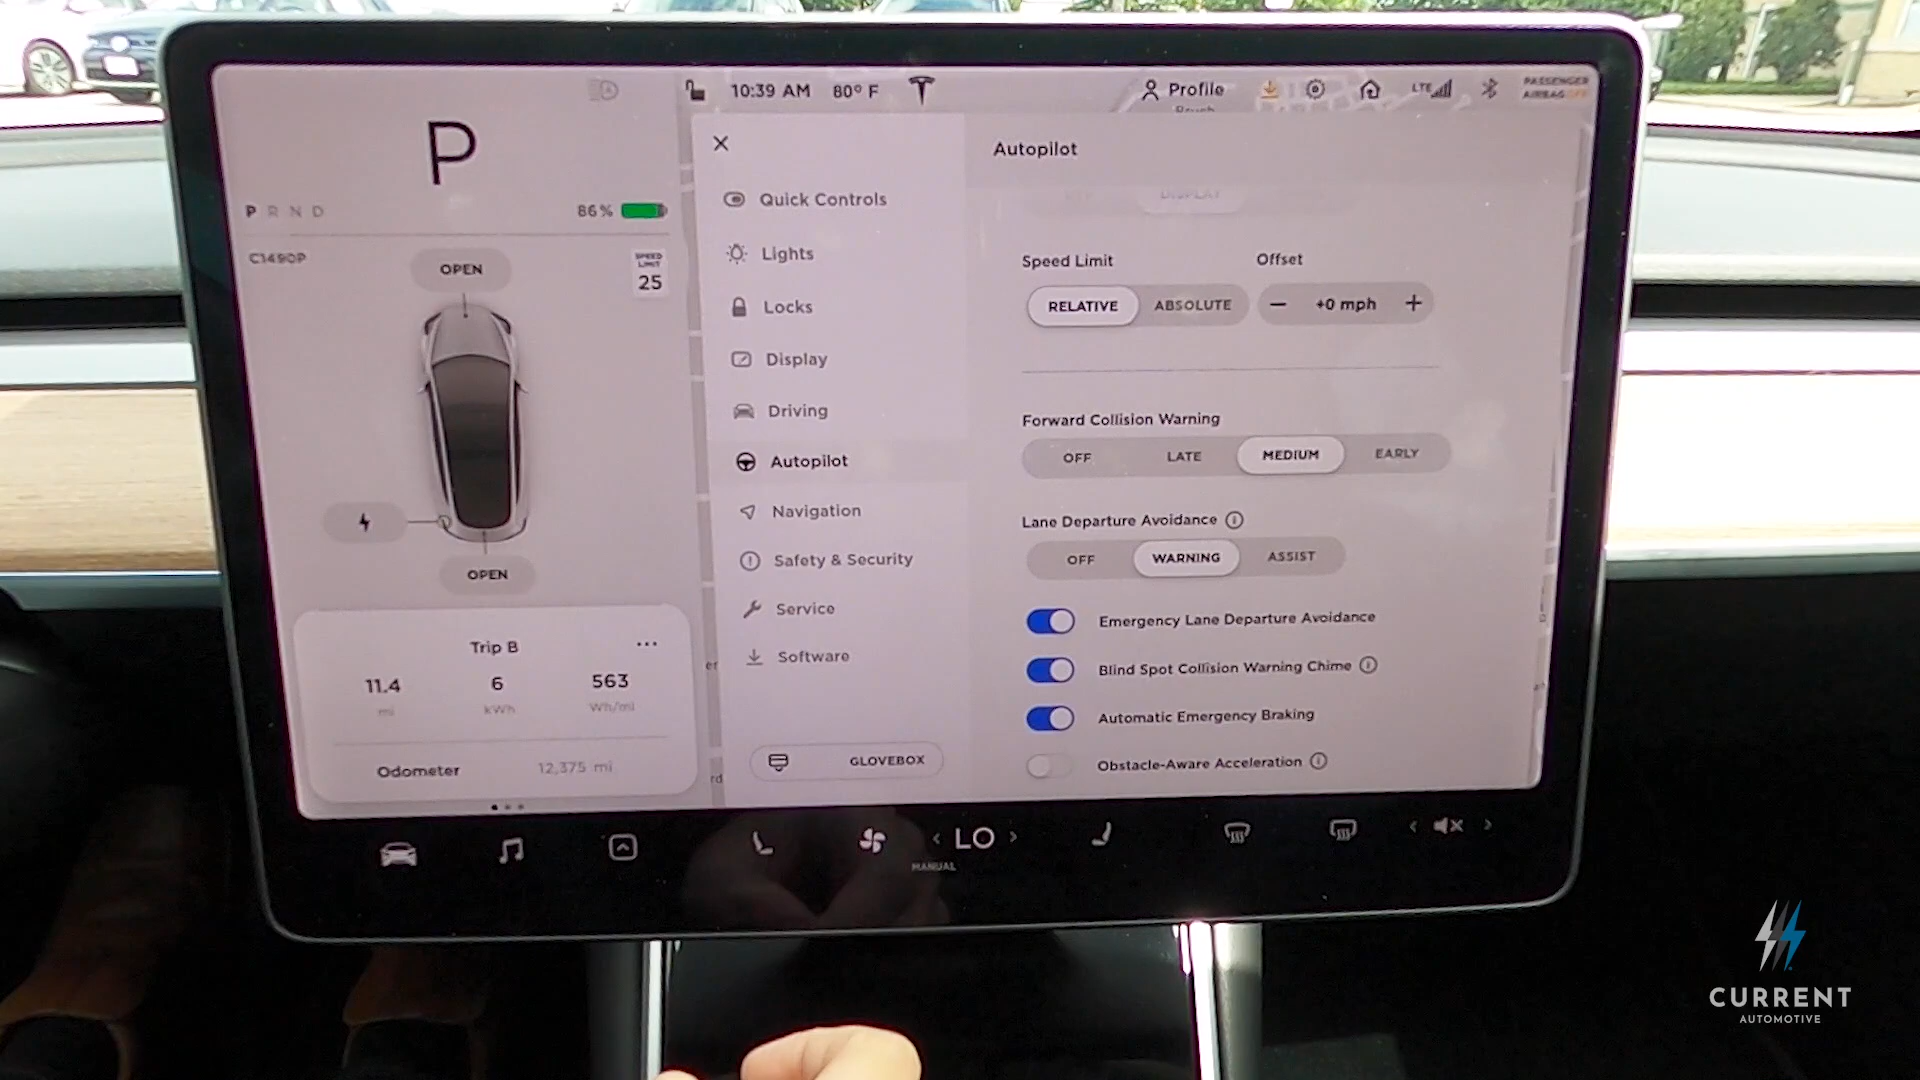 10:39 AM 80° F
Profile
LTE
PASSENGER
AIRBAG OFF
P
P R N D
86%
C1490P
OPEN
SPEED
LIMIT
25
OPEN
Trip B
11.4 6 563
mi kWh Wh/mi
Odometer 12,375 mi
Quick Controls
Lights
Locks
Display
Driving
Autopilot
Navigation
Safety & Security
Service
Software
GLOVEBOX
Autopilot
DISPLAY
Speed Limit Offset
RELATIVE ABSOLUTE − +0 mph +
Forward Collision Warning
OFF LATE MEDIUM EARLY
Lane Departure Avoidance
OFF WARNING ASSIST
Emergency Lane Departure Avoidance
Blind Spot Collision Warning Chime
Automatic Emergency Braking
Obstacle-Aware Acceleration
er
rd
LO
MANUAL
CURRENT
AUTOMOTIVE